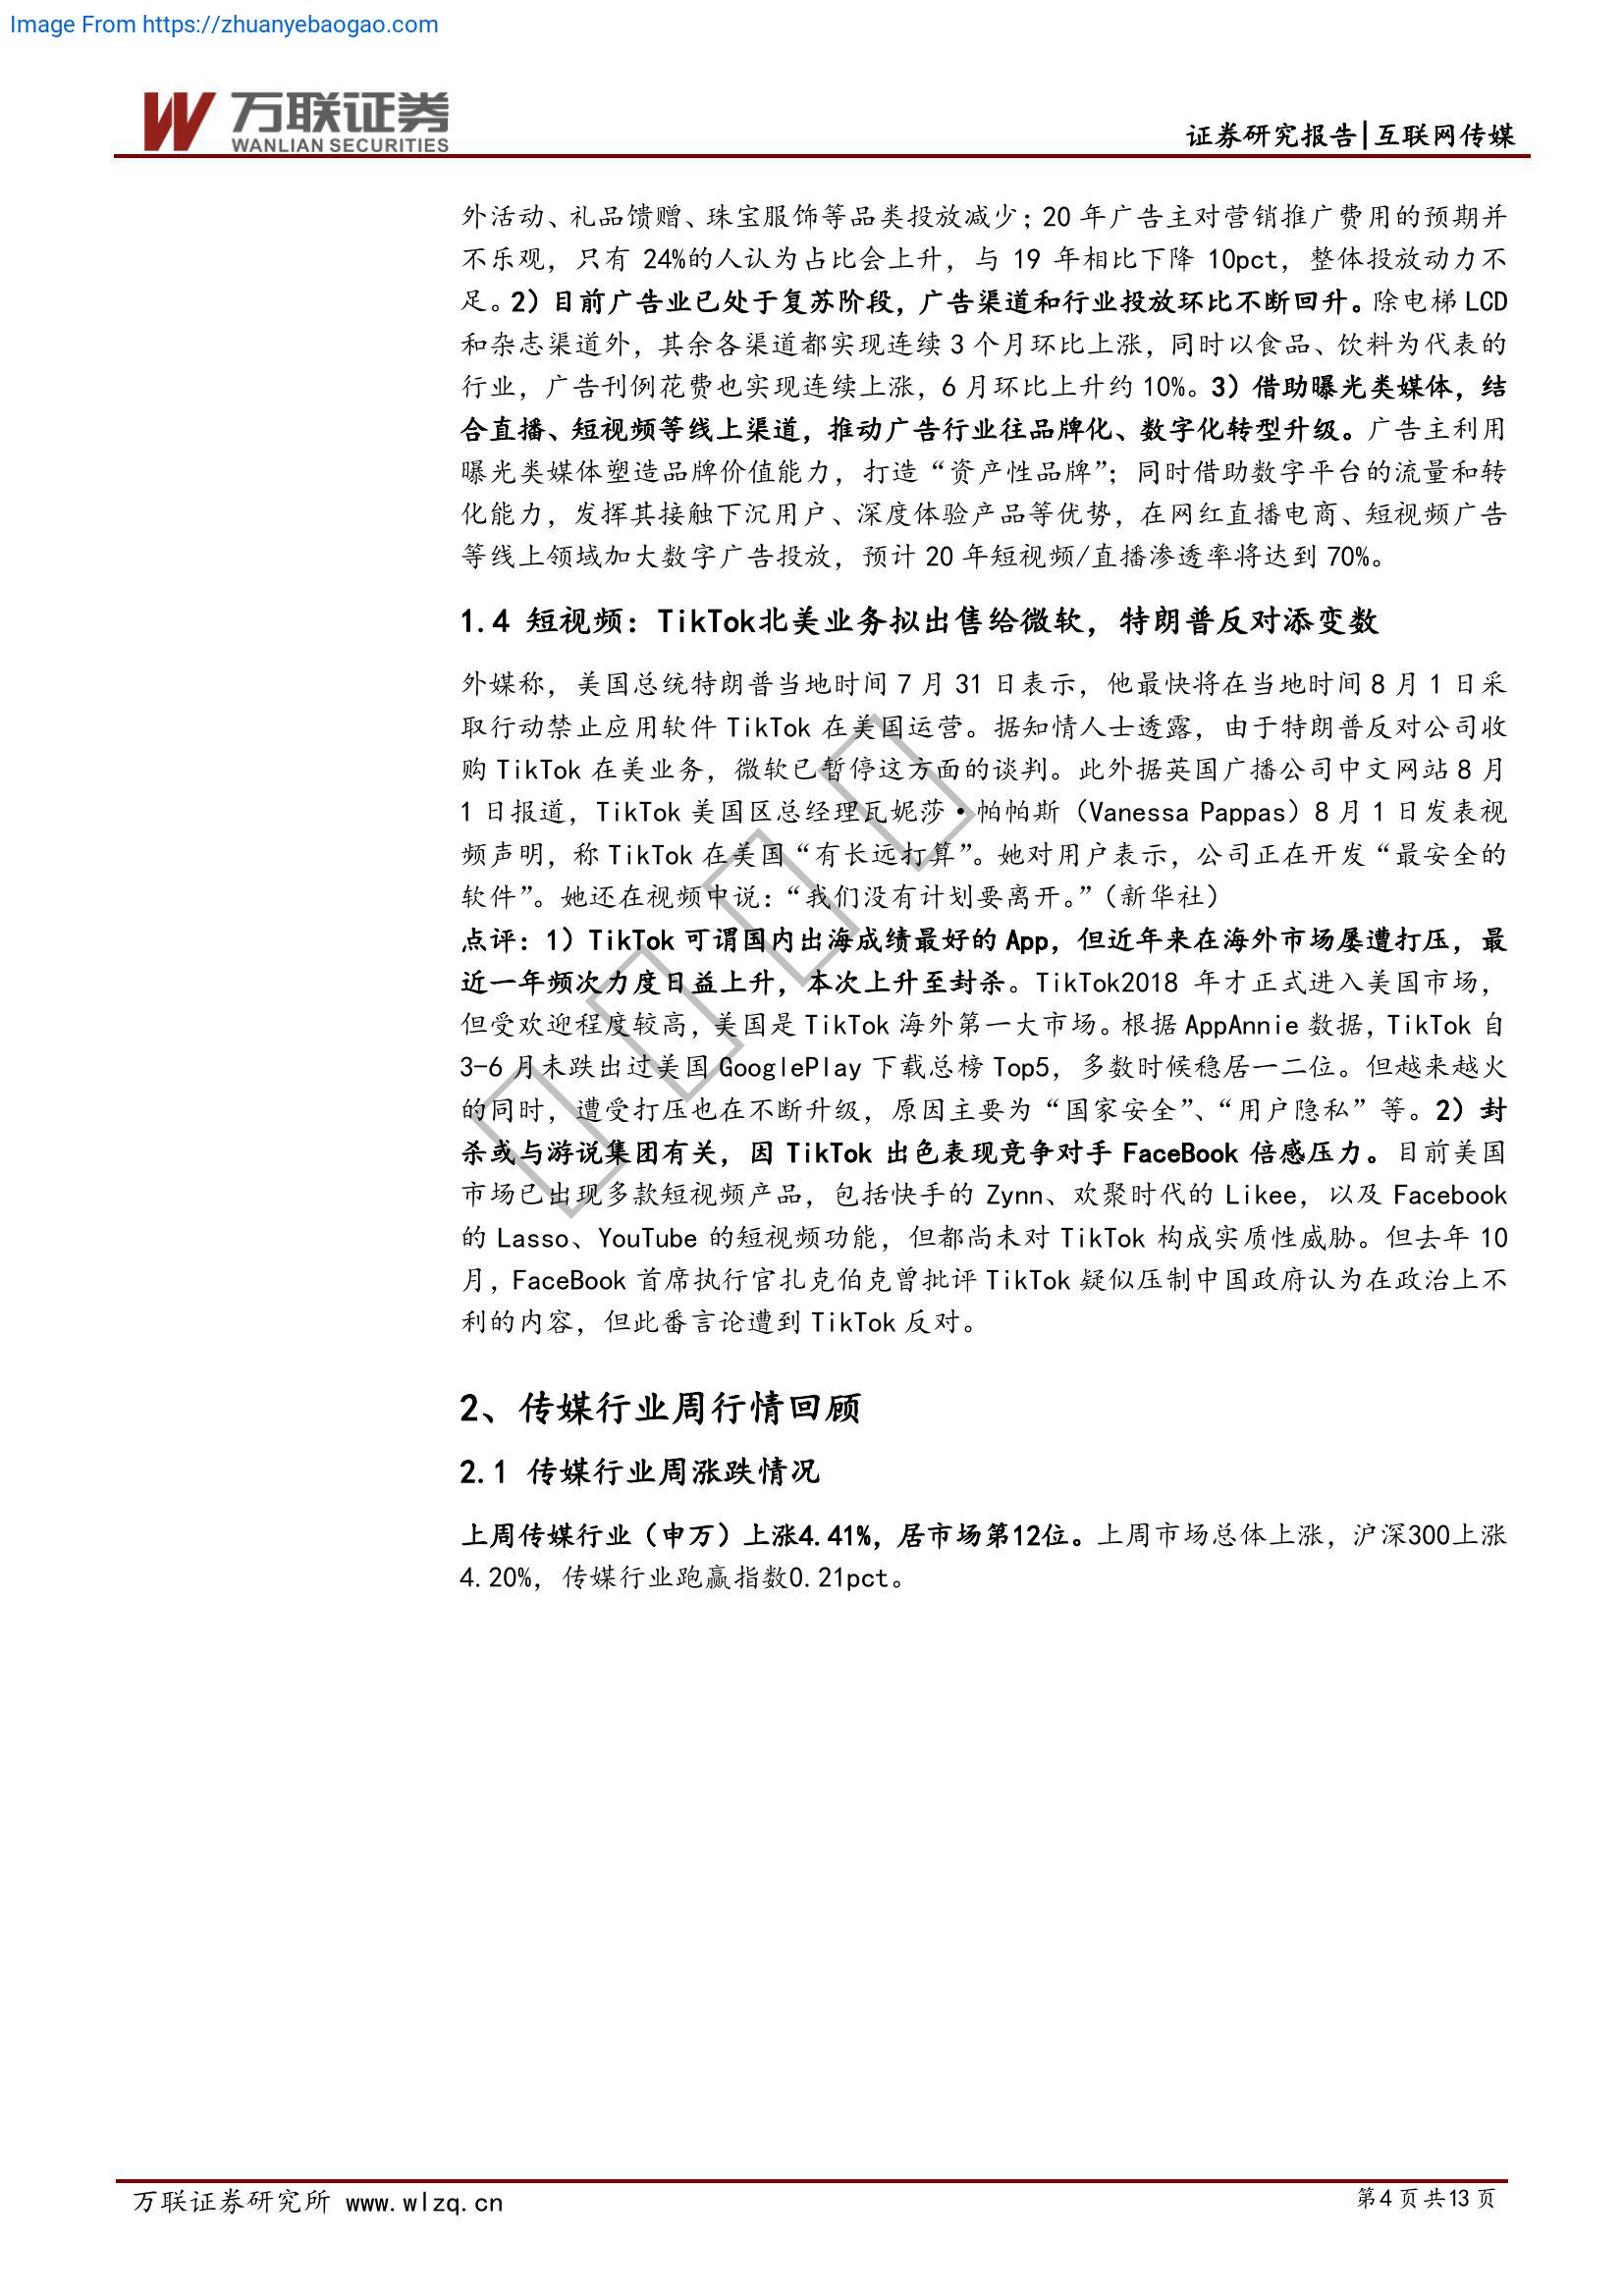 Image From https://zhuanyebaogao.com
万联证券
WANLIAN SECURITIES
证券研究报告|互联网传媒
外活动、礼品馈赠、珠宝服饰等品类投放减少；20 年广告主对营销推广费用的预期并
不乐观，只有 24%的人认为占比会上升，与 19 年相比下降 10pct，整体投放动力不
足。2）目前广告业已处于复苏阶段，广告渠道和行业投放环比不断回升。除电梯 LCD
和杂志渠道外，其余各渠道都实现连续 3 个月环比上涨，同时以食品、饮料为代表的
行业，广告刊例花费也实现连续上涨，6 月环比上升约 10%。3）借助曝光类媒体，结
合直播、短视频等线上渠道，推动广告行业往品牌化、数字化转型升级。广告主利用
曝光类媒体塑造品牌价值能力，打造“资产性品牌”；同时借助数字平台的流量和转
化能力，发挥其接触下沉用户、深度体验产品等优势，在网红直播电商、短视频广告
等线上领域加大数字广告投放，预计 20 年短视频/直播渗透率将达到 70%。
1.4 短视频：TikTok北美业务拟出售给微软，特朗普反对添变数
外媒称，美国总统特朗普当地时间 7 月 31 日表示，他最快将在当地时间 8 月 1 日采
取行动禁止应用软件 TikTok 在美国运营。据知情人士透露，由于特朗普反对公司收
购 TikTok 在美业务，微软已暂停这方面的谈判。此外据英国广播公司中文网站 8 月
1 日报道，TikTok 美国区总经理瓦妮莎·帕帕斯（Vanessa Pappas）8 月 1 日发表视
频声明，称 TikTok 在美国“有长远打算”。她对用户表示，公司正在开发“最安全的
软件”。她还在视频中说：“我们没有计划要离开。”（新华社）
点评：1）TikTok 可谓国内出海成绩最好的 App，但近年来在海外市场屡遭打压，最
近一年频次力度日益上升，本次上升至封杀。TikTok2018 年才正式进入美国市场，
但受欢迎程度较高，美国是 TikTok 海外第一大市场。根据 AppAnnie 数据，TikTok 自
3-6 月未跌出过美国 GooglePlay 下载总榜 Top5，多数时候稳居一二位。但越来越火
的同时，遭受打压也在不断升级，原因主要为“国家安全”、“用户隐私”等。2）封
杀或与游说集团有关，因 TikTok 出色表现竞争对手 FaceBook 倍感压力。目前美国
市场已出现多款短视频产品，包括快手的 Zynn、欢聚时代的 Likee，以及 Facebook
的 Lasso、YouTube 的短视频功能，但都尚未对 TikTok 构成实质性威胁。但去年 10
月，FaceBook 首席执行官扎克伯克曾批评 TikTok 疑似压制中国政府认为在政治上不
利的内容，但此番言论遭到 TikTok 反对。
2、传媒行业周行情回顾
2.1 传媒行业周涨跌情况
上周传媒行业（申万）上涨4.41%，居市场第12位。上周市场总体上涨，沪深300上涨
4.20%，传媒行业跑赢指数0.21pct。
万联证券研究所 www.wlzq.cn
第4页共13页